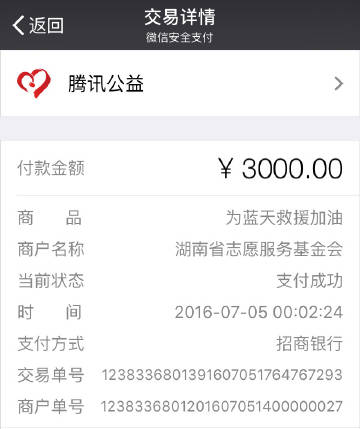 返回
交易详情
微信安全支付
腾讯公益
付款金额 ¥ 3000.00
商 品 为蓝天救援加油
商户名称 湖南省志愿服务基金会
当前状态 支付成功
时 间 2016-07-05 00:02:24
支付方式 招商银行
交易单号 1238336801391607051764767293
商户单号 1238336801201607051400000027